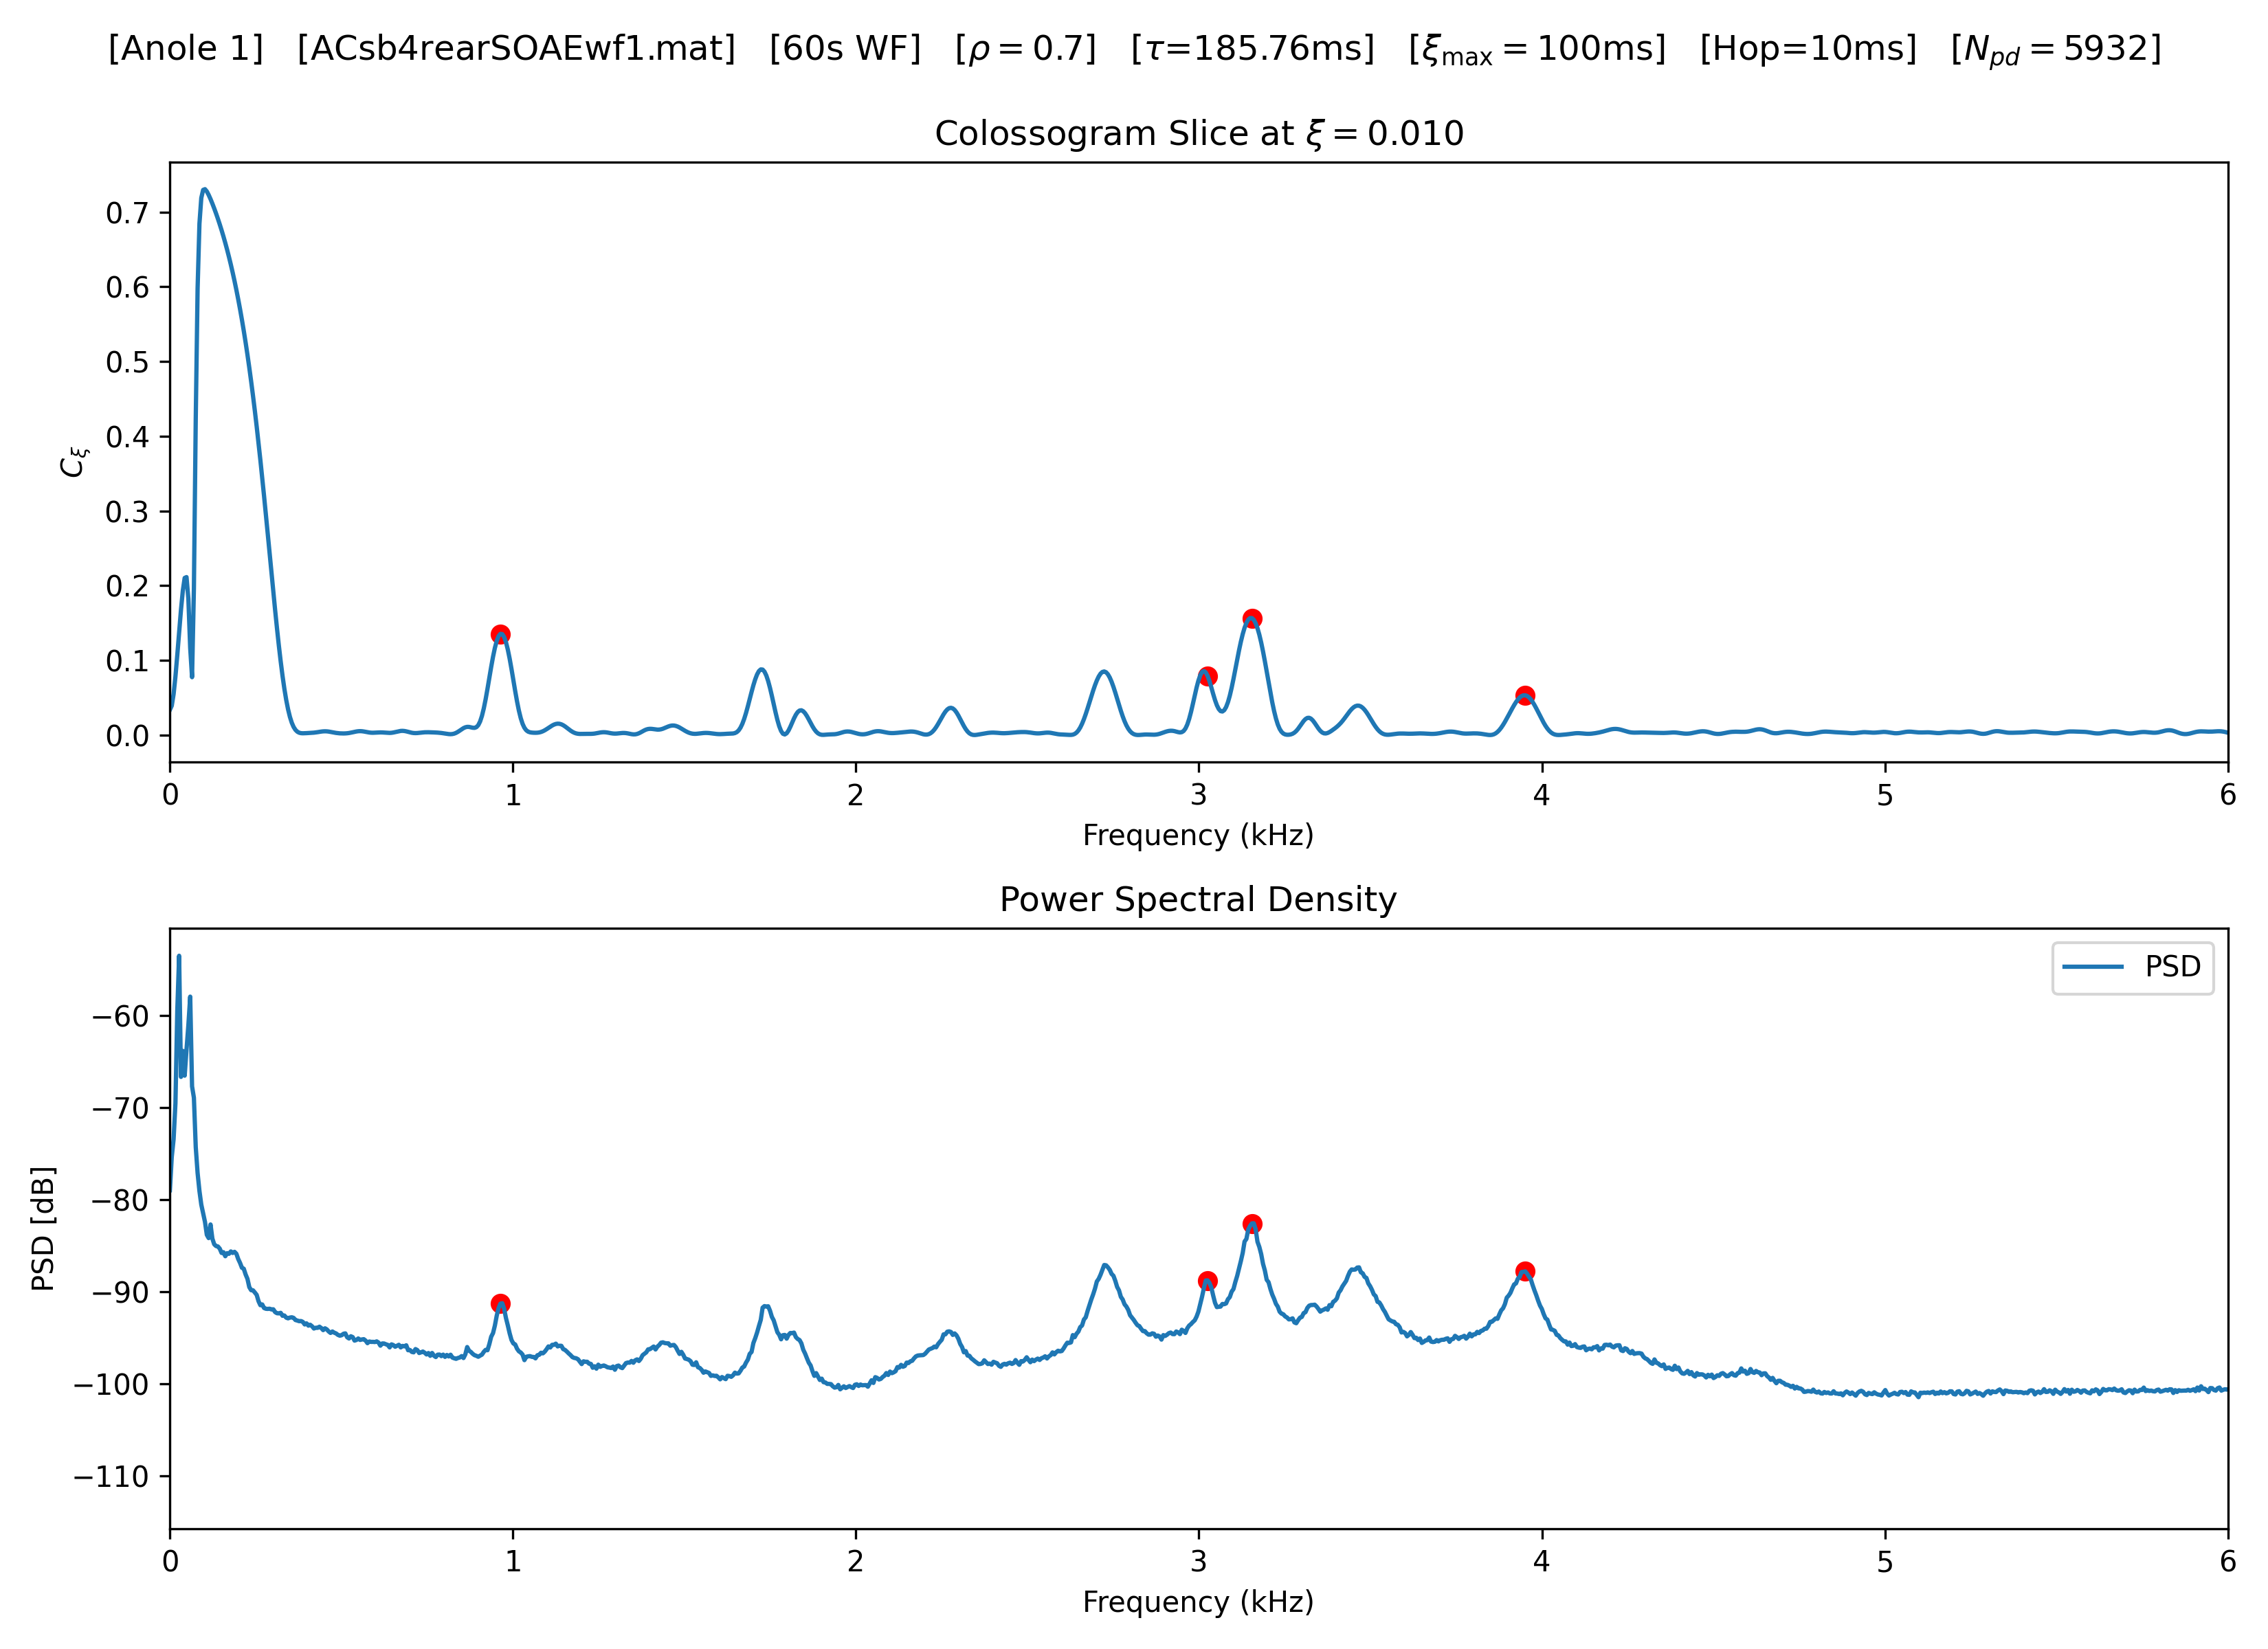 [Anole 1] [ACsb4rearSOAEwf1.mat] [60s WF] [ρ = 0.7] [τ=185.76ms] [ξmax = 100ms] [Hop=10ms] [Npd = 5932]
Colossogram Slice at ξ = 0.010
0.7
0.6
0.5
0.4
0.3
0.2
0.1
0.0
Cξ
0 1 2 3 4 5 6
Frequency (kHz)
Power Spectral Density
PSD
−60
−70
−80
−90
−100
−110
PSD [dB]
0 1 2 3 4 5 6
Frequency (kHz)